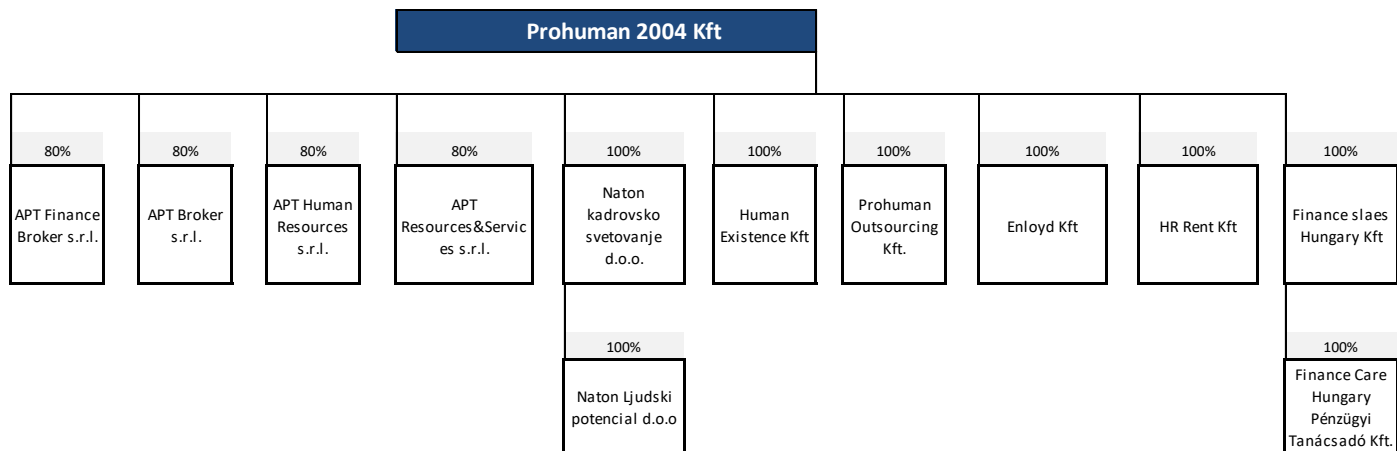 Prohuman 2004 Kft
80%
80%
80%
80%
100%
100%
100%
100%
100%
100%
APT Finance
Broker s.r.l.
APT Broker
s.r.l.
APT Human
Resources
s.r.l.
APT
Resources&Servic
es s.r.l.
Naton
kadrovsko
svetovanje
d.o.o.
Human
Existence Kft
Prohuman
Outsourcing
Kft.
Enloyd Kft
HR Rent Kft
Finance slaes
Hungary Kft
100%
100%
Naton Ljudski
potencial d.o.o
Finance Care
Hungary
Pénzügyi
Tanácsadó Kft.